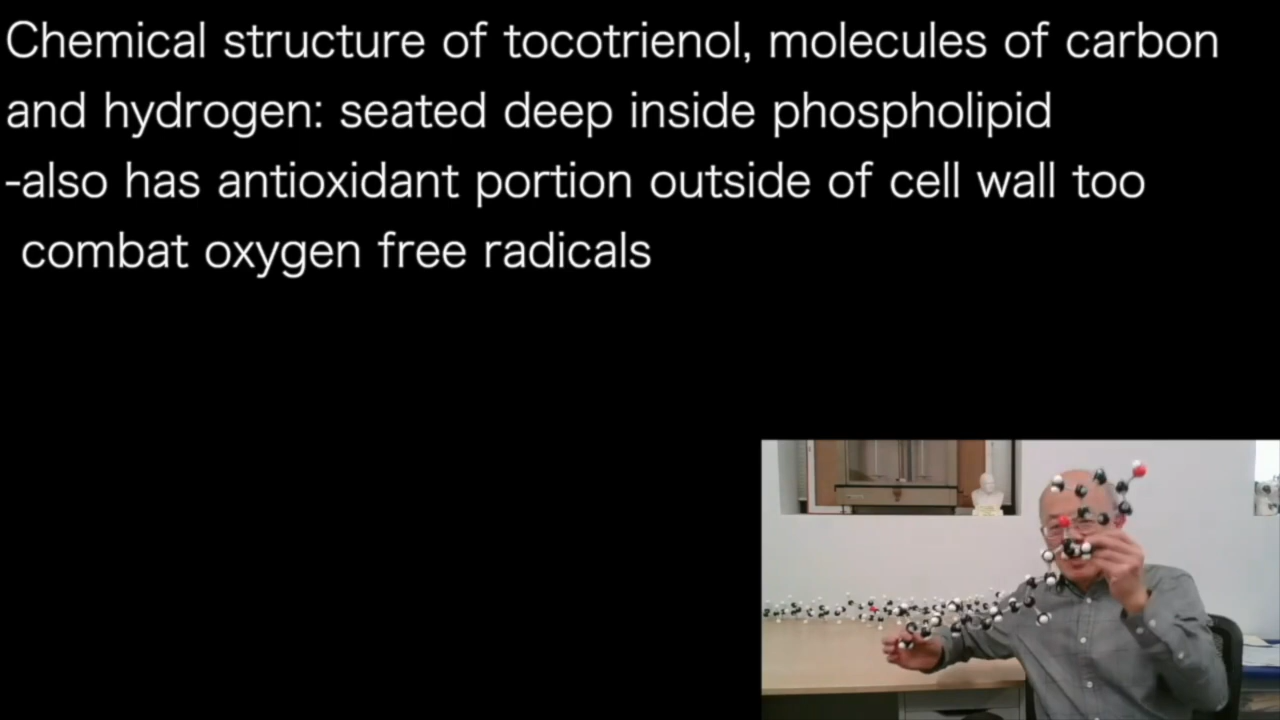 Chemical structure of tocotrienol, molecules of carbon
and hydrogen: seated deep inside phospholipid
-also has antioxidant portion outside of cell wall too
combat oxygen free radicals